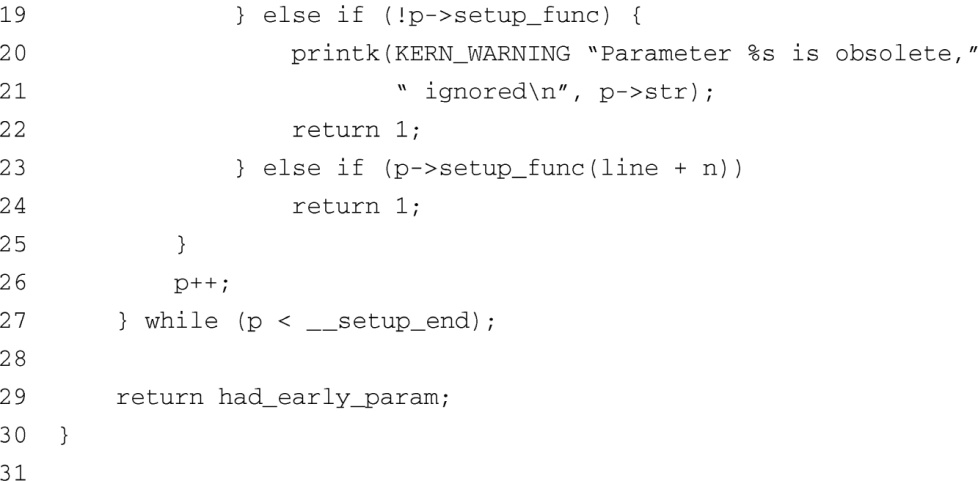 19 } else if (!p->setup_func) {
20 printk(KERN_WARNING “Parameter %s is obsolete,”
21 “ ignored\n”, p->str);
22 return 1;
23 } else if (p->setup_func(line + n))
24 return 1;
25 }
26 p++;
27 } while (p < __setup_end);
28
29 return had_early_param;
30 }
31